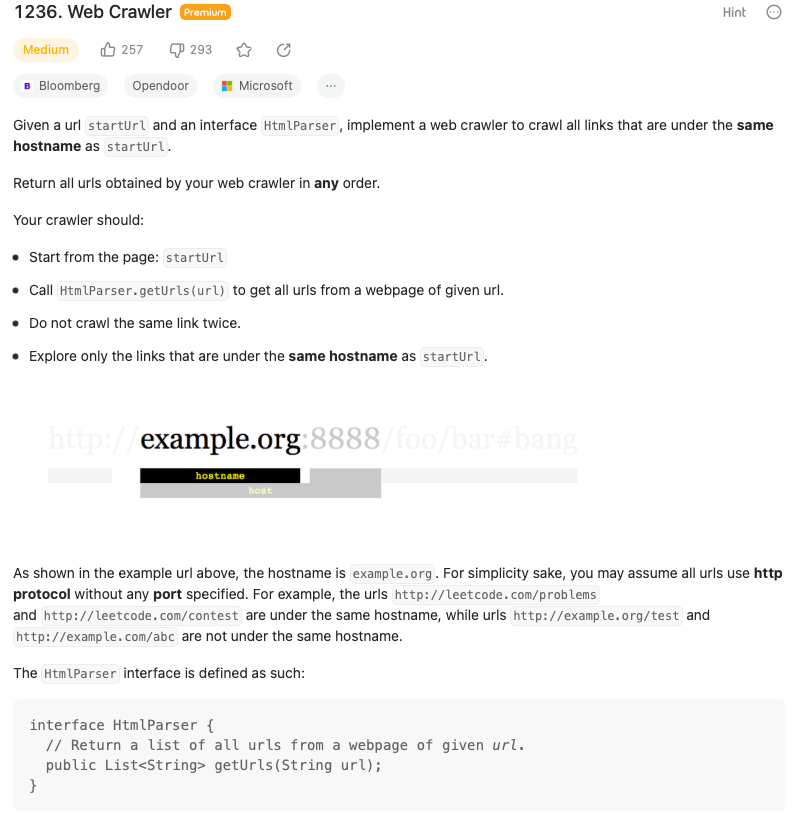 1236. Web Crawler Premium Hint
Medium 257 293
B Bloomberg Opendoor Microsoft ...
Given a url startUrl and an interface HtmlParser, implement a web crawler to crawl all links that are under the same
hostname as startUrl.
Return all urls obtained by your web crawler in any order.
Your crawler should:
• Start from the page: startUrl
• Call HtmlParser.getUrls(url) to get all urls from a webpage of given url.
• Do not crawl the same link twice.
• Explore only the links that are under the same hostname as startUrl.
http://example.org:8888/foo/bar#bang
hostname
host
As shown in the example url above, the hostname is example.org. For simplicity sake, you may assume all urls use http
protocol without any port specified. For example, the urls http://leetcode.com/problems
and http://leetcode.com/contest are under the same hostname, while urls http://example.org/test and
http://example.com/abc are not under the same hostname.
The HtmlParser interface is defined as such:
interface HtmlParser {
// Return a list of all urls from a webpage of given url.
public List<String> getUrls(String url);
}